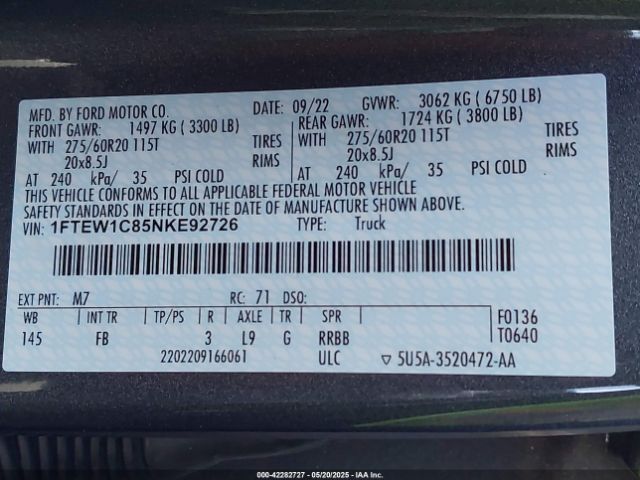 MFD. BY FORD MOTOR CO. DATE: 09/22 GVWR: 3062 KG ( 6750 LB)
FRONT GAWR: 1497 KG ( 3300 LB) REAR GAWR: 1724 KG ( 3800 LB)
WITH 275/60R20 115T TIRES WITH 275/60R20 115T TIRES
20x8.5J RIMS 20x8.5J RIMS
AT 240 kPa/ 35 PSI COLD AT 240 kPa/ 35 PSI COLD
THIS VEHICLE CONFORMS TO ALL APPLICABLE FEDERAL MOTOR VEHICLE
SAFETY STANDARDS IN EFFECT ON THE DATE OF MANUFACTURE SHOWN ABOVE.
VIN: 1FTEW1C85NKE92726 TYPE: Truck
EXT PNT: M7 RC: 71 DSO:
WB INT TR TP/PS R AXLE TR SPR F0136
145 FB 3 L9 G RRBB T0640
2202209166061 ULC ▽ 5U5A-3520472-AA
000-42282727 - 05/20/2025 - IAAI Inc. Copyright